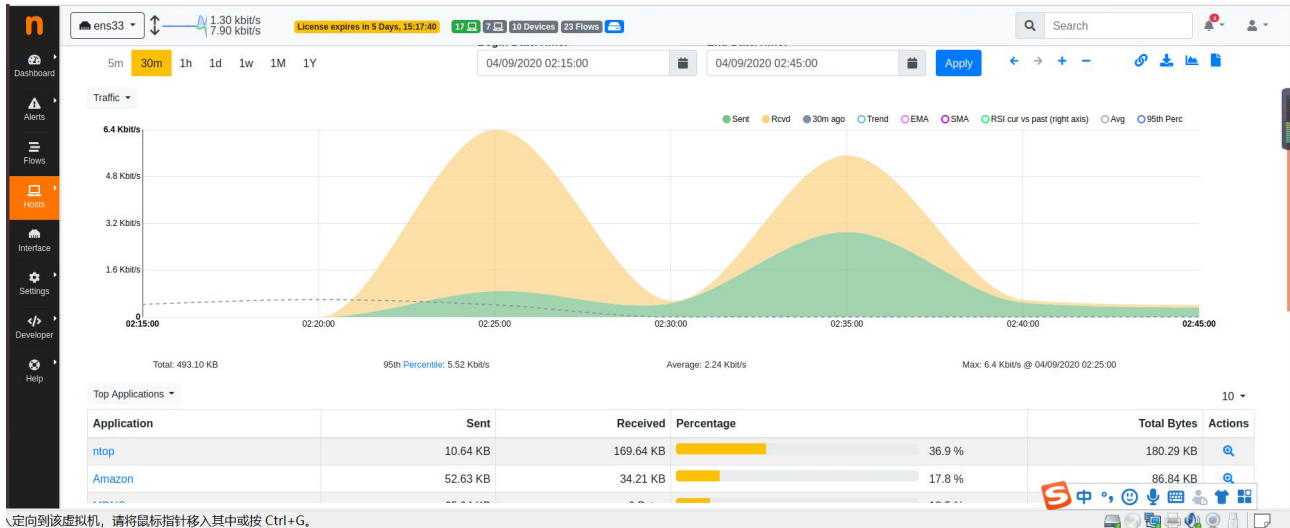 n
ens33
1.30 kbit/s
7.90 kbit/s
License expires in 5 Days, 15:17:40
17
7
10 Devices
23 Flows
Search
Dashboard
Alerts
Flows
Hosts
Interface
Settings
Developer
Help
5m 30m 1h 1d 1w 1M 1Y
Begin Date/Time:
End Date/Time:
04/09/2020 02:15:00
04/09/2020 02:45:00
Apply
Traffic
Sent Rcvd 30m ago Trend EMA SMA RSI cur vs past (right axis) Avg 95th Perc
6.4 Kbit/s
4.8 Kbit/s
3.2 Kbit/s
1.6 Kbit/s
0
02:15:00 02:20:00 02:25:00 02:30:00 02:35:00 02:40:00 02:45:00
Total: 493.10 KB 95th Percentile: 5.52 Kbit/s Average: 2.24 Kbit/s Max: 6.4 Kbit/s @ 04/09/2020 02:25:00
Top Applications
10
Application Sent Received Percentage Total Bytes Actions
ntop 10.64 KB 169.64 KB 36.9 % 180.29 KB
Amazon 52.63 KB 34.21 KB 17.8 % 86.84 KB
中
定向到该虚拟机，请将鼠标指针移入其中或按 Ctrl+G。